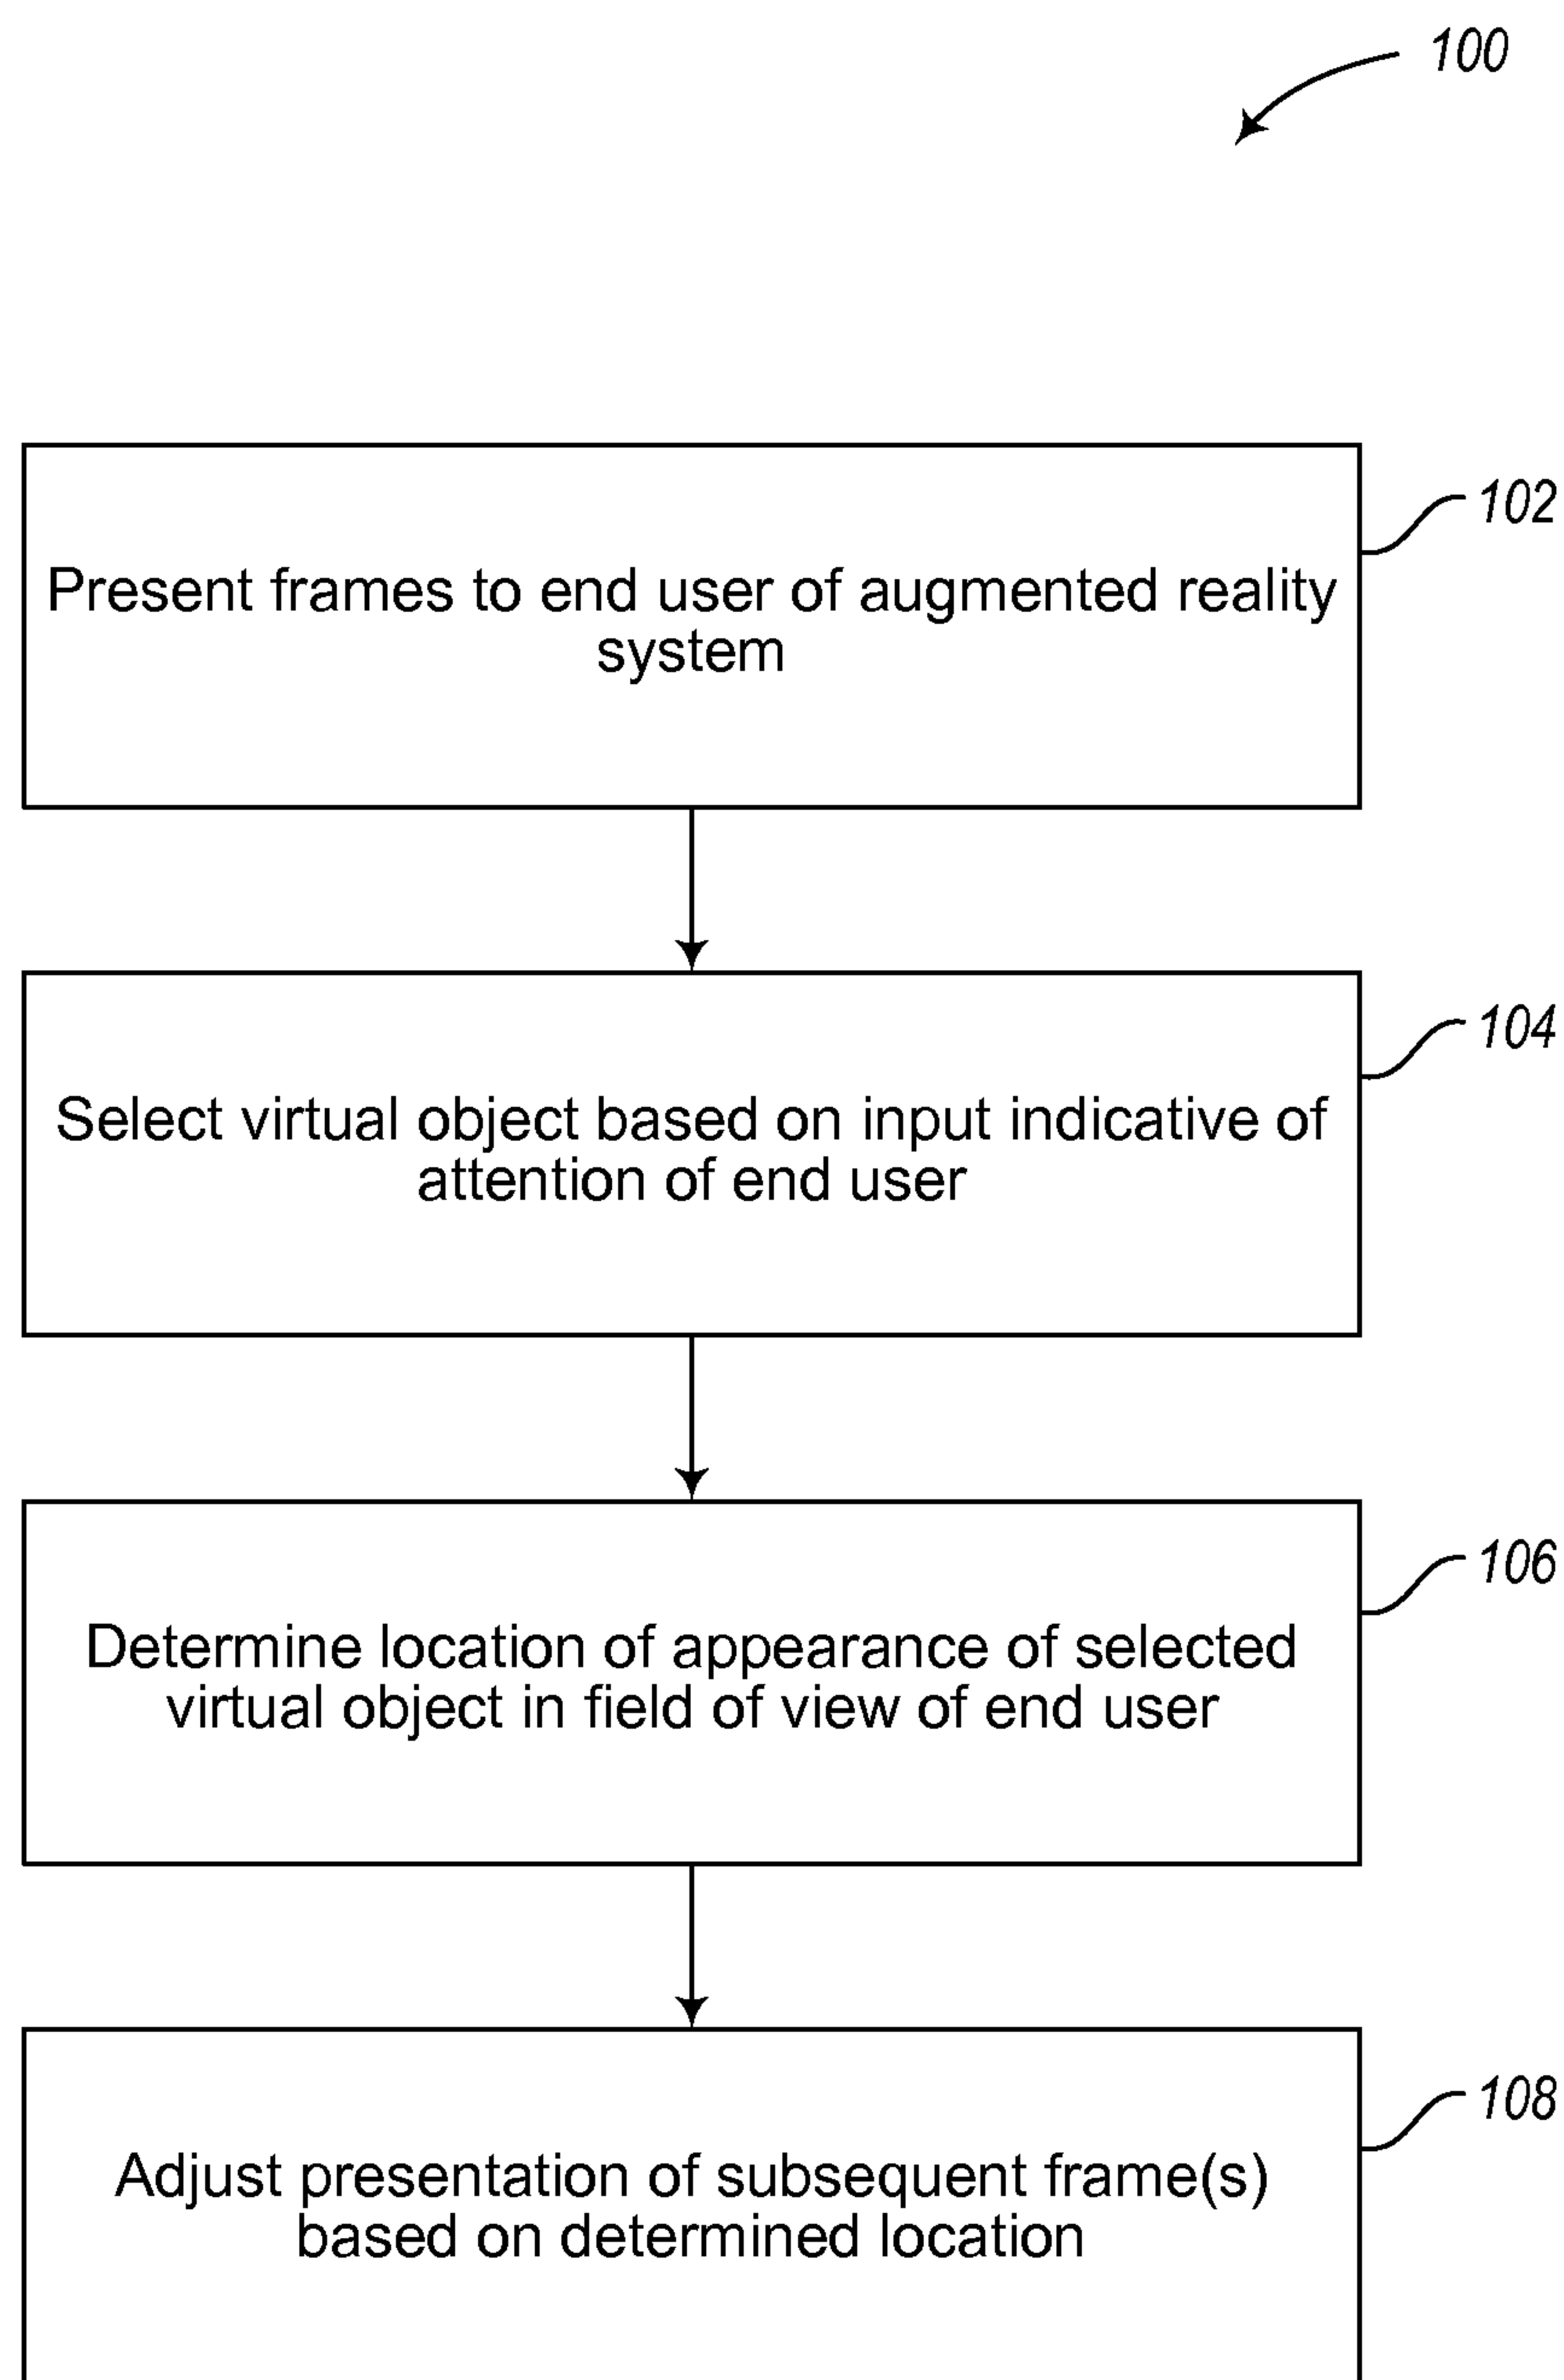 100
102
Present frames to end user of augmented reality
system
104
Select virtual object based on input indicative of
attention of end user
106
Determine location of appearance of selected
virtual object in field of view of end user
108
Adjust presentation of subsequent frame(s)
based on determined location